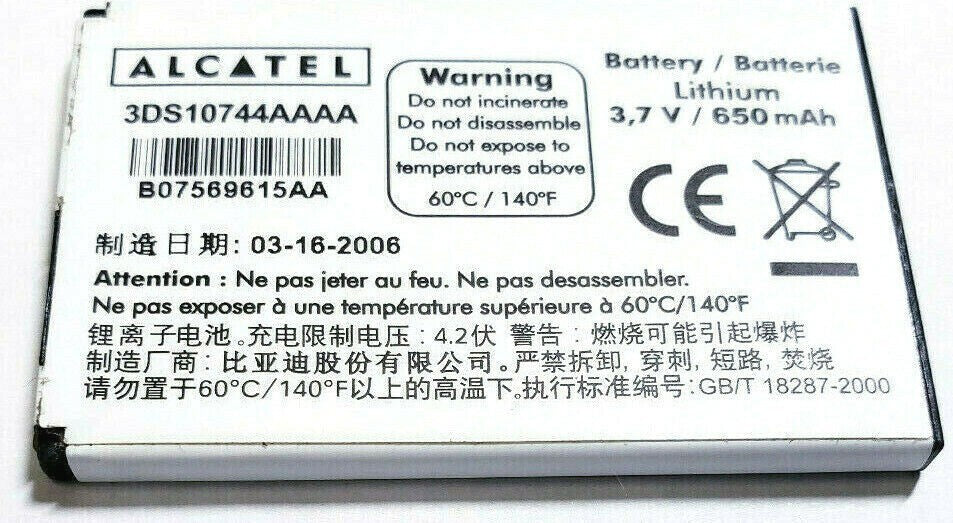 ALCATEL
3DS10744AAAA
B07569615AA
Warning
Do not incinerate
Do not disassemble
Do not expose to
temperatures above
60°C / 140°F
Battery / Batterie
Lithium
3,7 V / 650 mAh
CE
制造日期: 03-16-2006
Attention : Ne pas jeter au feu. Ne pas desassembler.
Ne pas exposer à une température supérieure à 60°C/140°F
锂离子电池。充电限制电压: 4.2伏 警告: 燃烧可能引起爆炸
制造厂商: 比亚迪股份有限公司。严禁拆卸, 穿刺, 短路, 焚烧
请勿置于60°C/140°F以上的高温下。执行标准编号:GB/T 18287-2000